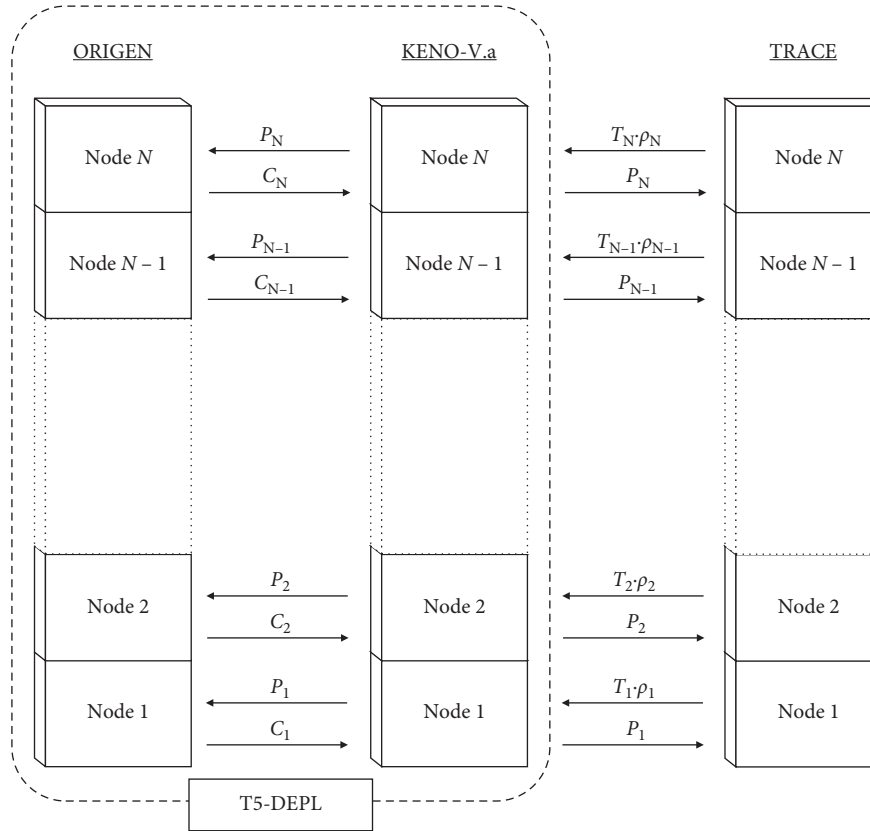 ORIGEN KENO-V.a TRACE
P_N T_N·ρ_N
Node N Node N Node N
C_N P_N
P_N–1 T_N–1·ρ_N–1
Node N – 1 Node N – 1 Node N – 1
C_N–1 P_N–1
P_2 T_2·ρ_2
Node 2 Node 2 Node 2
C_2 P_2
P_1 T_1·ρ_1
Node 1 Node 1 Node 1
C_1 P_1
T5-DEPL